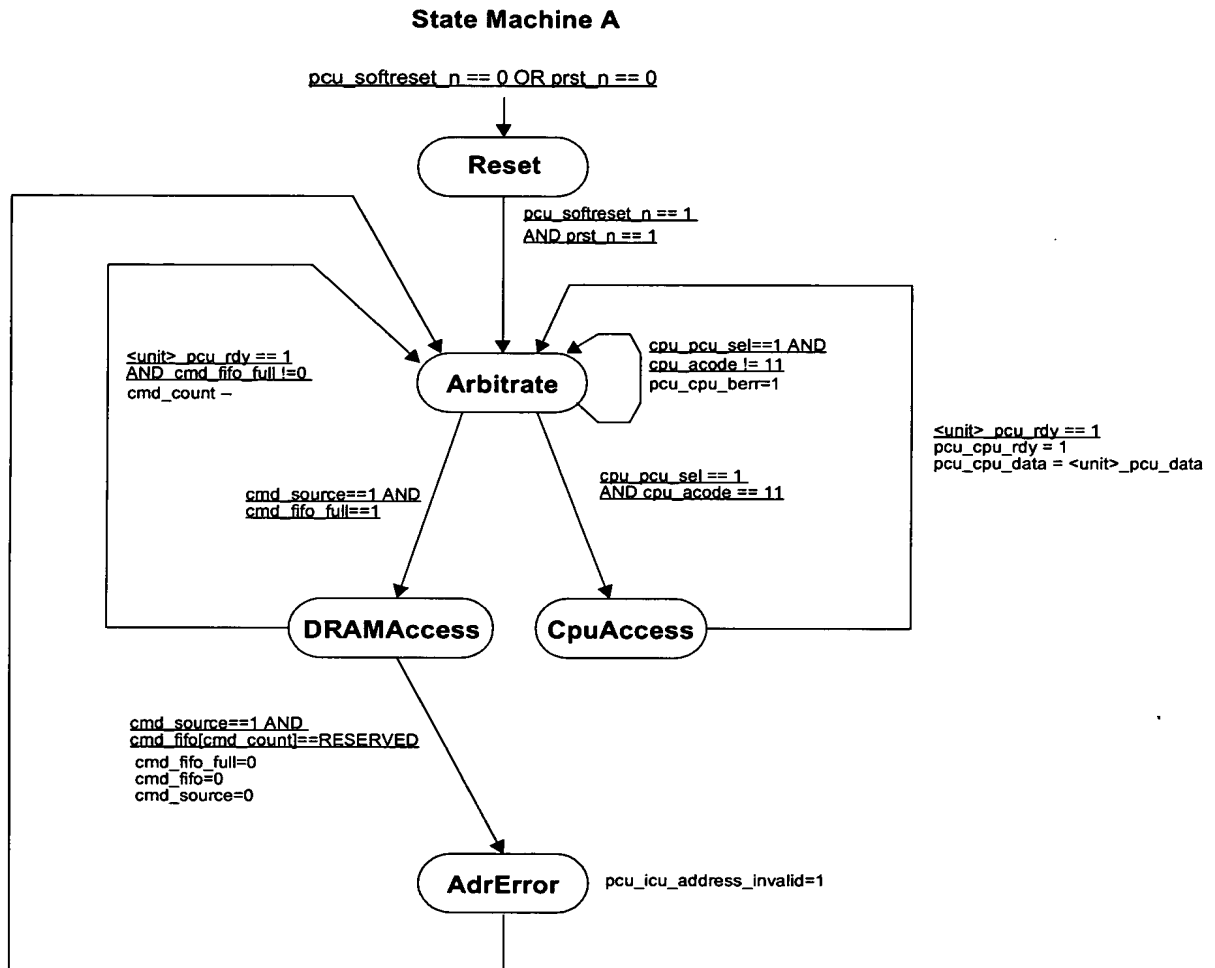 State Machine A
pcu_softreset_n == 0 OR prst_n == 0
Reset
pcu_softreset_n == 1
AND prst_n == 1
<unit>_pcu_rdy == 1
AND cmd_fifo_full !=0
cmd_count –
Arbitrate
cpu_pcu_sel==1 AND
cpu_acode != 11
pcu_cpu_berr=1
<unit>_pcu_rdy == 1
pcu_cpu_rdy = 1
pcu_cpu_data = <unit>_pcu_data
cmd_source==1 AND
cmd_fifo_full==1
cpu_pcu_sel == 1
AND cpu_acode == 11
DRAMAccess
CpuAccess
cmd_source==1 AND
cmd_fifo[cmd_count]==RESERVED
cmd_fifo_full=0
cmd_fifo=0
cmd_source=0
AdrError
pcu_icu_address_invalid=1